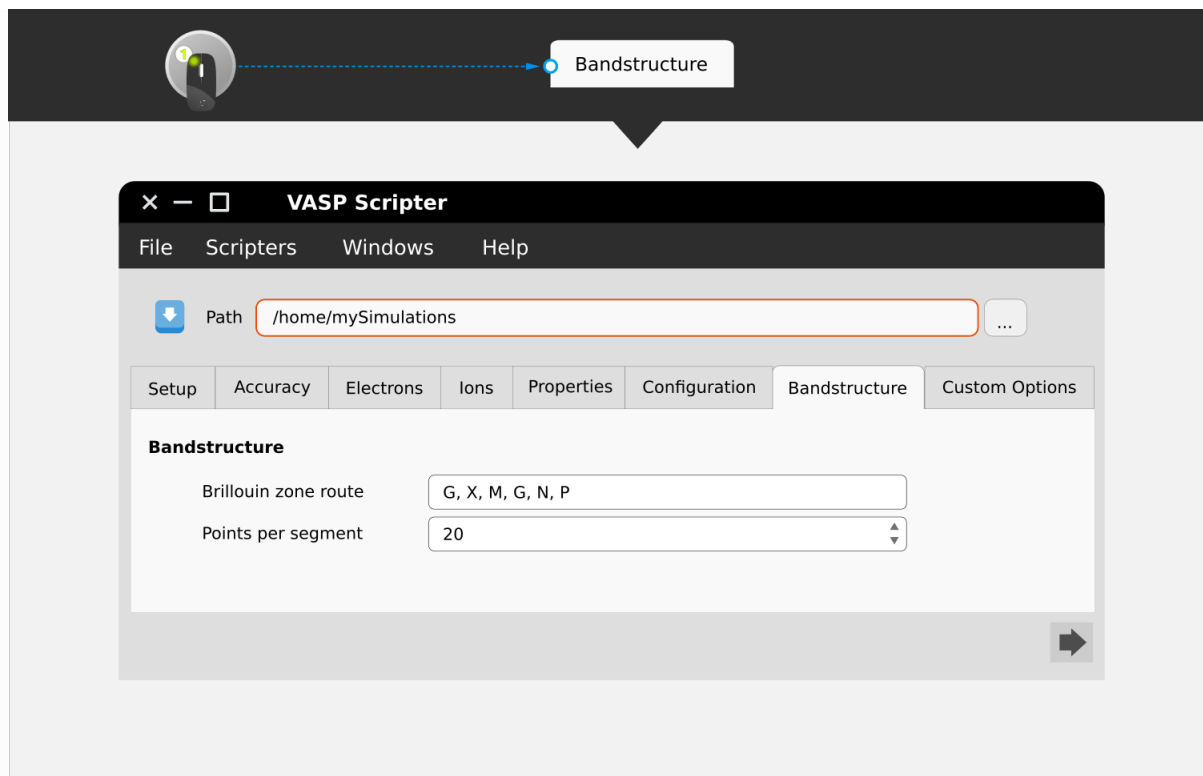 1
Bandstructure
VASP Scripter
File Scripters Windows Help
Path /home/mySimulations ...
Setup Accuracy Electrons Ions Properties Configuration Bandstructure Custom Options
Bandstructure
Brillouin zone route G, X, M, G, N, P
Points per segment 20